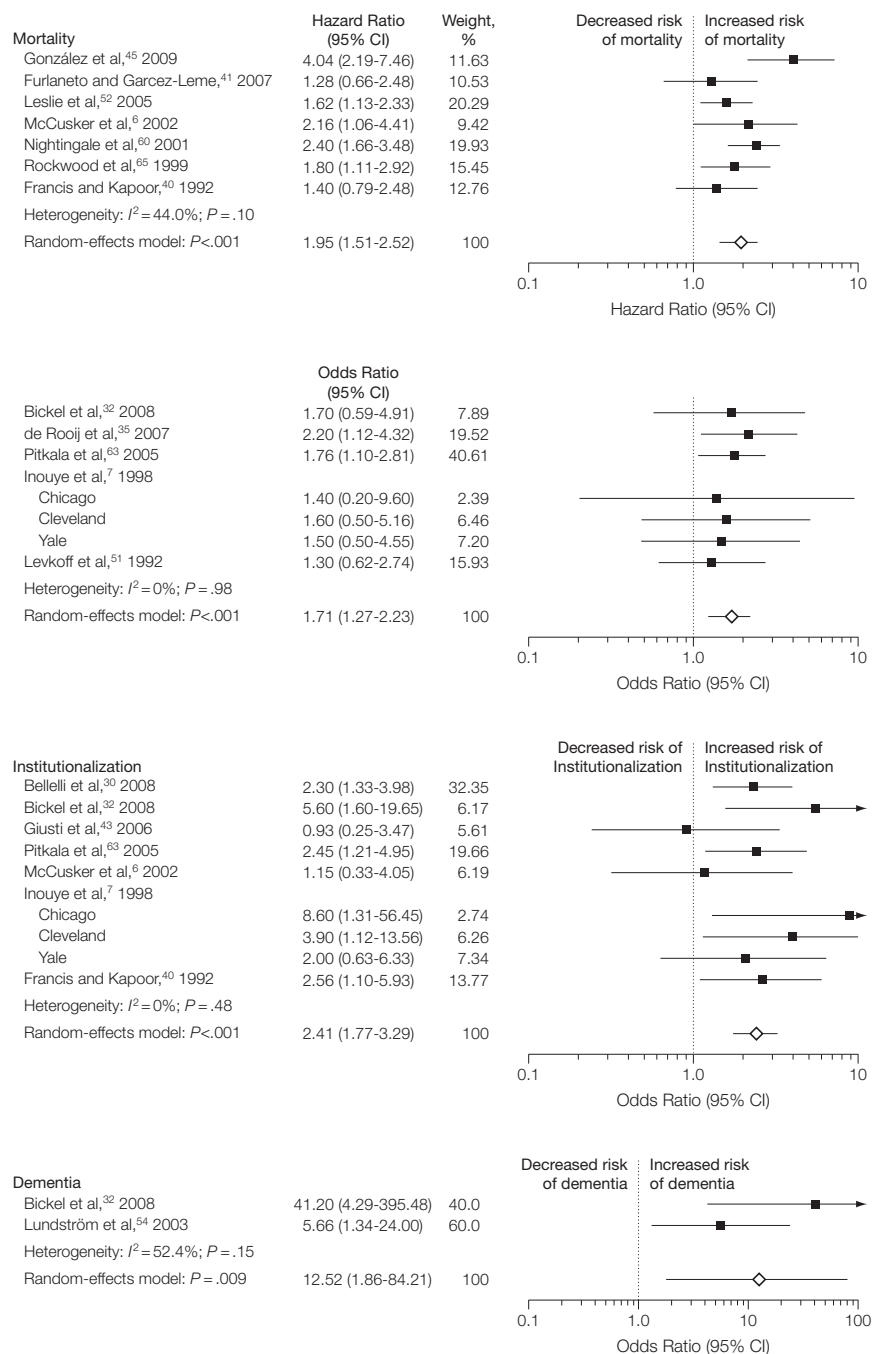 Mortality Hazard Ratio (95% CI) Weight, % Decreased risk of mortality Increased risk of mortality
González et al,⁴⁵ 2009 4.04 (2.19-7.46) 11.63
Furlaneto and Garcez-Leme,⁴¹ 2007 1.28 (0.66-2.48) 10.53
Leslie et al,⁵² 2005 1.62 (1.13-2.33) 20.29
McCusker et al,⁶ 2002 2.16 (1.06-4.41) 9.42
Nightingale et al,⁶⁰ 2001 2.40 (1.66-3.48) 19.93
Rockwood et al,⁶⁵ 1999 1.80 (1.11-2.92) 15.45
Francis and Kapoor,⁴⁰ 1992 1.40 (0.79-2.48) 12.76
Heterogeneity: I² = 44.0%; P = .10
Random-effects model: P<.001 1.95 (1.51-2.52) 100
0.1 1.0 10
Hazard Ratio (95% CI)
Odds Ratio
(95% CI)
Bickel et al,³² 2008 1.70 (0.59-4.91) 7.89
de Rooij et al,³⁵ 2007 2.20 (1.12-4.32) 19.52
Pitkala et al,⁶³ 2005 1.76 (1.10-2.81) 40.61
Inouye et al,⁷ 1998
Chicago 1.40 (0.20-9.60) 2.39
Cleveland 1.60 (0.50-5.16) 6.46
Yale 1.50 (0.50-4.55) 7.20
Levkoff et al,⁵¹ 1992 1.30 (0.62-2.74) 15.93
Heterogeneity: I² = 0%; P = .98
Random-effects model: P<.001 1.71 (1.27-2.23) 100
0.1 1.0 10
Odds Ratio (95% CI)
Decreased risk of Increased risk of
Institutionalization Institutionalization Institutionalization
Bellelli et al,³⁰ 2008 2.30 (1.33-3.98) 32.35
Bickel et al,³² 2008 5.60 (1.60-19.65) 6.17
Giusti et al,⁴³ 2006 0.93 (0.25-3.47) 5.61
Pitkala et al,⁶³ 2005 2.45 (1.21-4.95) 19.66
McCusker et al,⁶ 2002 1.15 (0.33-4.05) 6.19
Inouye et al,⁷ 1998
Chicago 8.60 (1.31-56.45) 2.74
Cleveland 3.90 (1.12-13.56) 6.26
Yale 2.00 (0.63-6.33) 7.34
Francis and Kapoor,⁴⁰ 1992 2.56 (1.10-5.93) 13.77
Heterogeneity: I² = 0%; P = .48
Random-effects model: P<.001 2.41 (1.77-3.29) 100
0.1 1.0 10
Odds Ratio (95% CI)
Decreased risk Increased risk
Dementia of dementia of dementia
Bickel et al,³² 2008 41.20 (4.29-395.48) 40.0
Lundström et al,⁵⁴ 2003 5.66 (1.34-24.00) 60.0
Heterogeneity: I² = 52.4%; P = .15
Random-effects model: P = .009 12.52 (1.86-84.21) 100
0.1 1.0 10 100
Odds Ratio (95% CI)